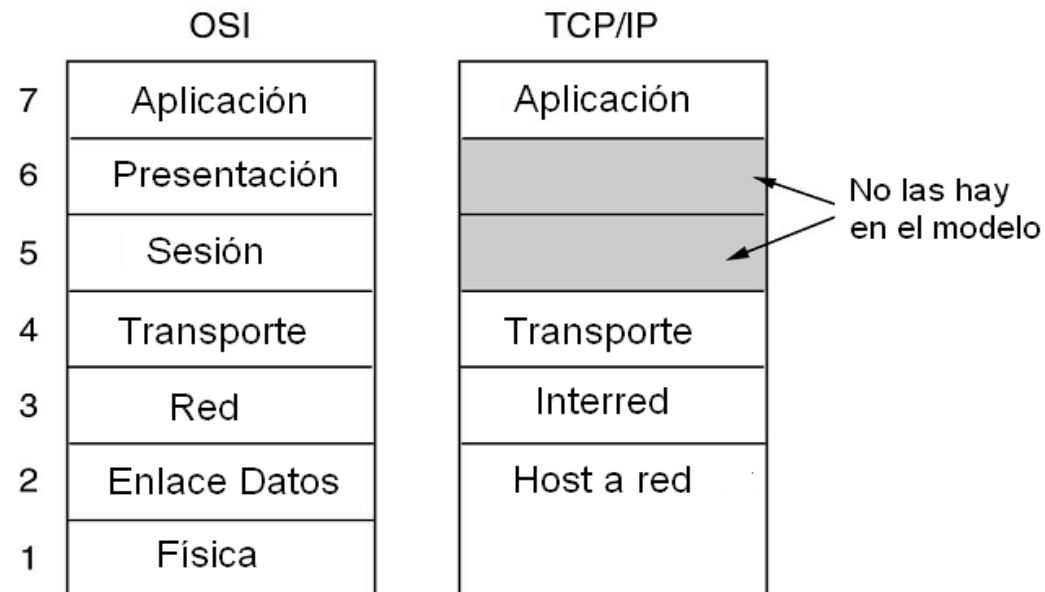 OSI
TCP/IP
7
Aplicación
Aplicación
6
Presentación
No las hay
en el modelo
5
Sesión
4
Transporte
Transporte
3
Red
Interred
2
Enlace Datos
Host a red
1
Física